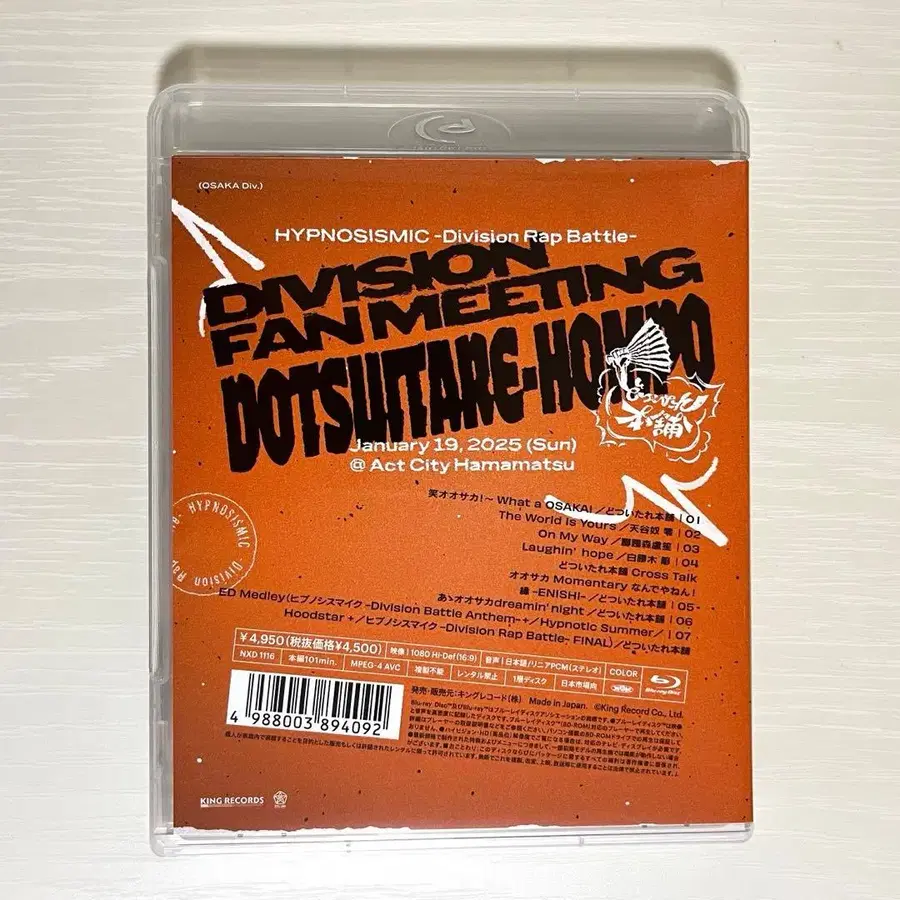 (OSAKA Div.)
HYPNOSISMIC -Division Rap Battle-
DIVISION
FAN MEETING
DOTSUITARE-HOMPO
January 19, 2025 (Sun)
@ Act City Hamamatsu
笑オオサカ!～ What a OSAKA! ／どついたれ本舗 | 01
The World Is Yours ／天谷奴 零 | 02
On My Way ／躑躅森盧笙 | 03
Laughin' hope ／白膠木 簓 | 04
どついたれ本舗 Cross Talk
オオサカ Momentary なんでやねん!
縁 -ENISHI- ／どついたれ本舗 | 05
あゝオオサカdreamin'night ／どついたれ本舗 | 06
ED Medley(ヒプノシスマイク -Division Battle Anthem-+／Hypnotic Summer／ | 07
Hoodstar +／ヒプノシスマイク -Division Rap Battle- FINAL)／どついたれ本舗
HYPNOSISMIC Division Rap
￥4,950(税抜価格￥4,500) 映像 | 1080 Hi-Def(16:9) 音声 | 日本語/リニアPCM(ステレオ) COLOR
NXD 1116 本編101min. MPEG-4 AVC 複製不能 レンタル禁止 1層ディスク 日本市場向 Blu-ray Disc
発売・販売元: キングレコード(株) Made in Japan. ©King Record Co., Ltd.
4 988003 894092
KING RECORDS